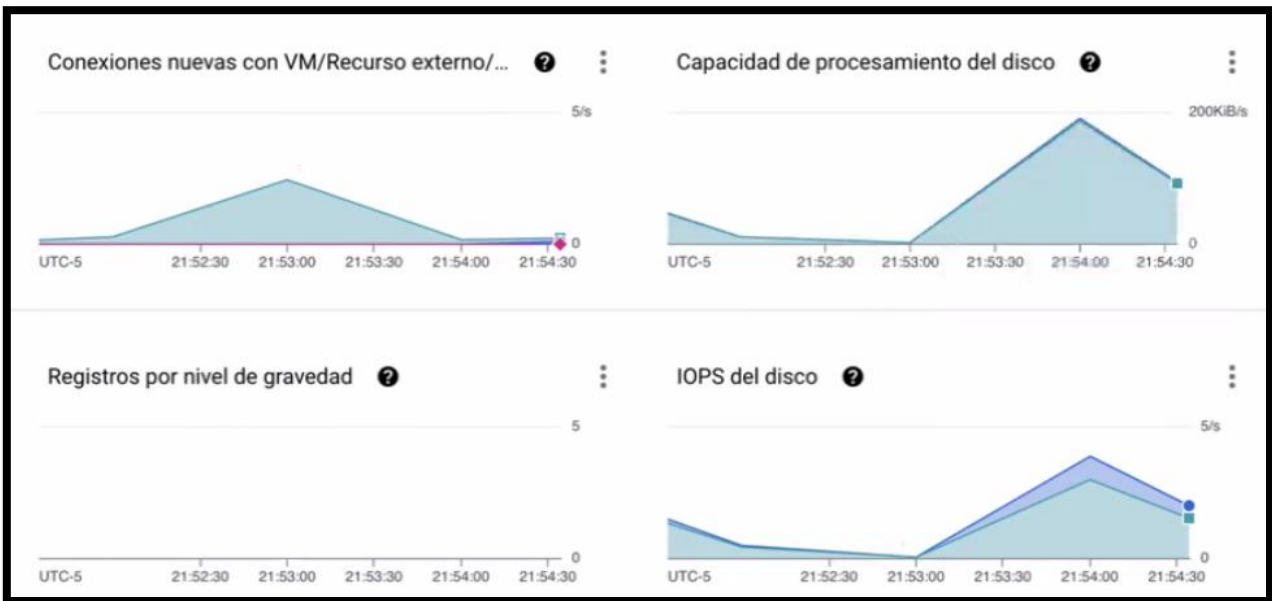 Conexiones nuevas con VM/Recurso externo/... ?
5/s
0
UTC-5 21:52:30 21:53:00 21:53:30 21:54:00 21:54:30
Capacidad de procesamiento del disco ?
200KiB/s
0
UTC-5 21:52:30 21:53:00 21:53:30 21:54:00 21:54:30
Registros por nivel de gravedad ?
5
0
UTC-5 21:52:30 21:53:00 21:53:30 21:54:00 21:54:30
IOPS del disco ?
5/s
0
UTC-5 21:52:30 21:53:00 21:53:30 21:54:00 21:54:30